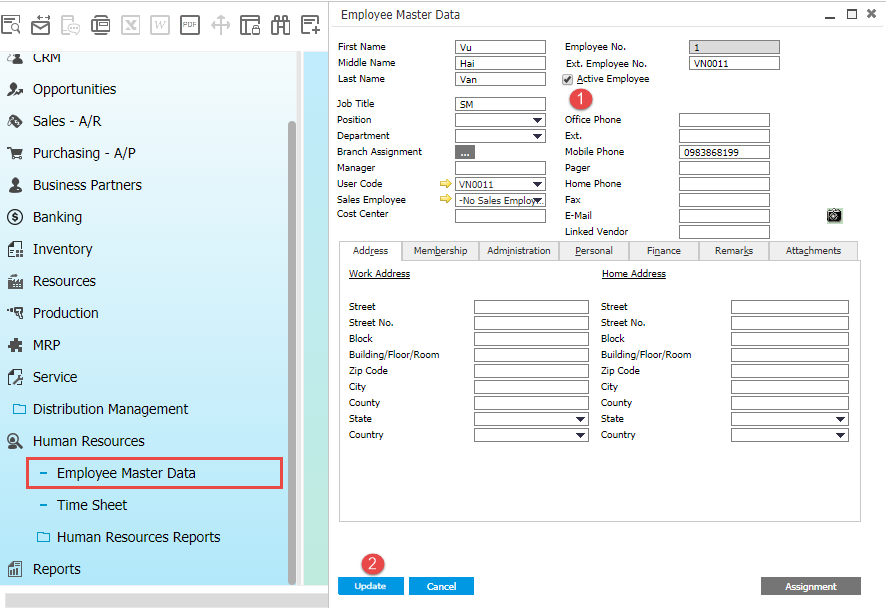 PDF
CRM
Opportunities
Sales - A/R
Purchasing - A/P
Business Partners
Banking
Inventory
Resources
Production
MRP
Service
Distribution Management
Human Resources
Employee Master Data
Time Sheet
Human Resources Reports
Reports
Employee Master Data
First Name Vu Employee No. 1
Middle Name Hai Ext. Employee No. VN0011
Last Name Van Active Employee
1
Job Title SM
Position Office Phone
Department Ext.
Branch Assignment ... Mobile Phone 0983868199
Manager Pager
User Code VN0011 Home Phone
Sales Employee -No Sales Employ Fax
Cost Center E-Mail
Linked Vendor
Address Membership Administration Personal Finance Remarks Attachments
Work Address Home Address
Street Street
Street No. Street No.
Block Block
Building/Floor/Room Building/Floor/Room
Zip Code Zip Code
City City
County County
State State
Country Country
2
Update Cancel Assignment